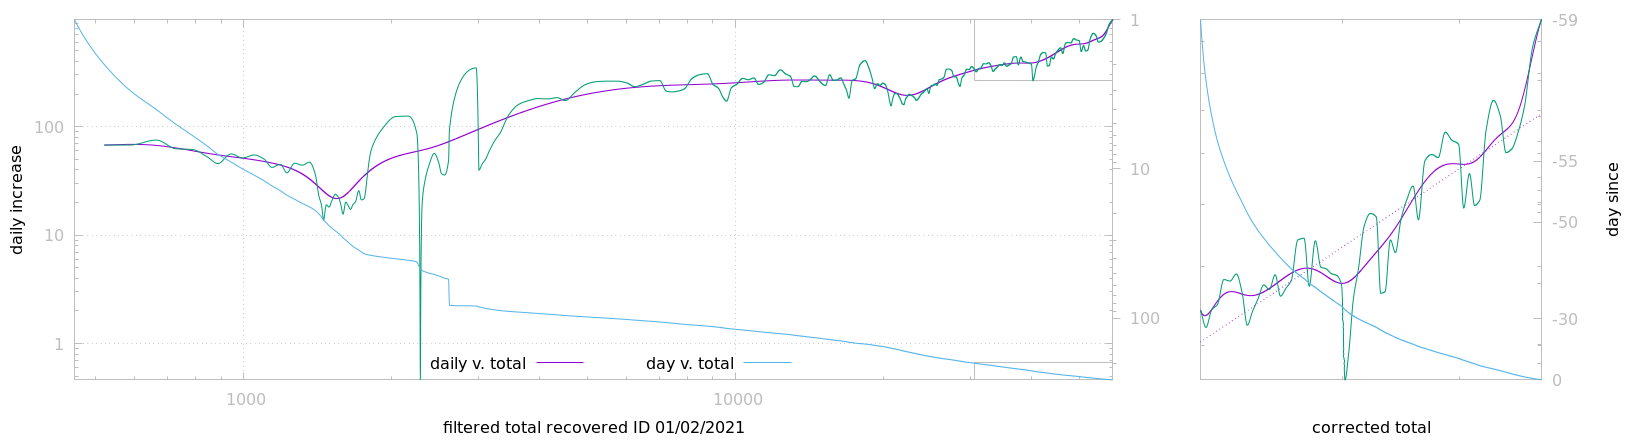 daily increase
100
10
1
1000
10000
1
10
100
daily v. total
day v. total
filtered total recovered ID 01/02/2021
-59
-55
-50
-30
0
day since
corrected total